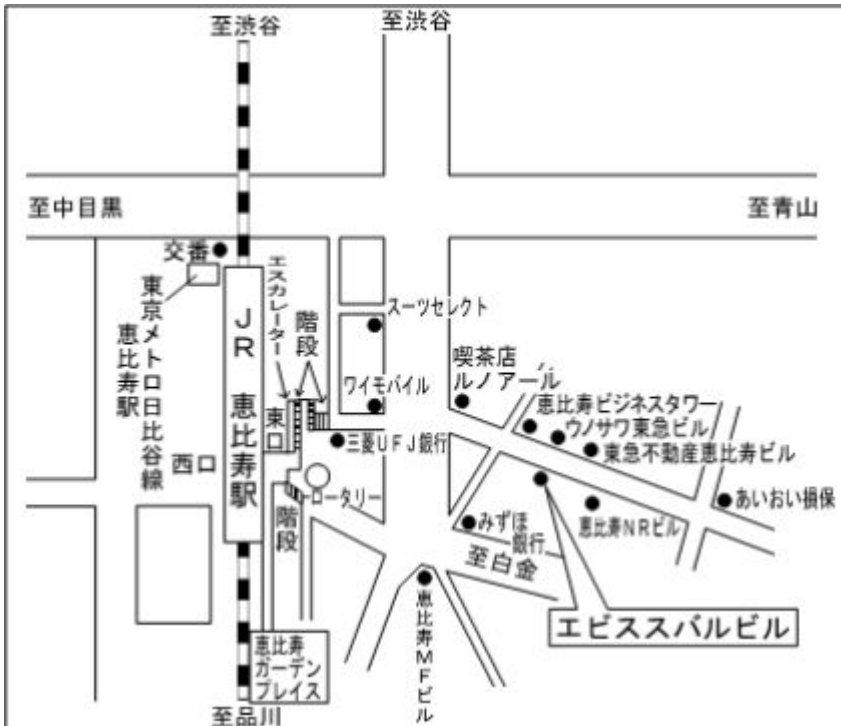 至渋谷
至渋谷
至中目黒
至青山
交番
エスカレーター
階段
スーツセレクト
東京メトロ日比谷線
恵比寿駅
JR 恵比寿駅
喫茶店
ルノアール
ワイモバイル
恵比寿ビジネスタワー
東口
ウノサワ東急ビル
三菱UFJ銀行
東急不動産恵比寿ビル
西口
ロータリー
あいおい損保
階段
みずほ
銀行
恵比寿NRビル
至白金
恵比寿MFビル
エビススバルビル
恵比寿
ガーデン
プレイス
至品川